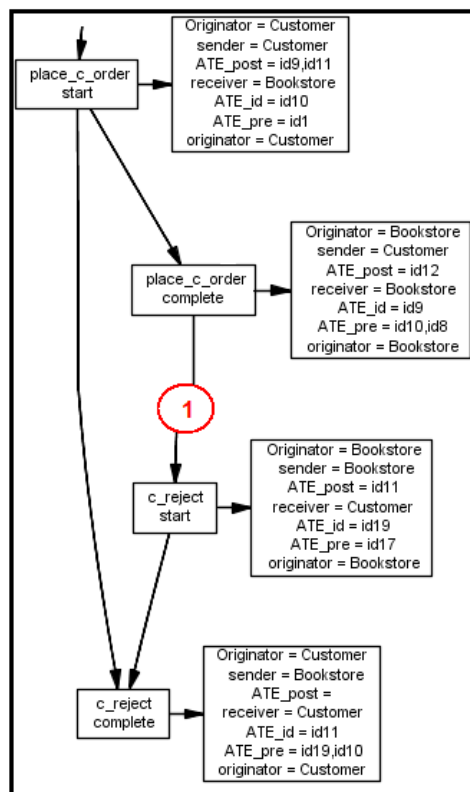 place_c_order
start
Originator = Customer
sender = Customer
ATE_post = id9,id11
receiver = Bookstore
ATE_id = id10
ATE_pre = id1
originator = Customer
place_c_order
complete
Originator = Bookstore
sender = Customer
ATE_post = id12
receiver = Bookstore
ATE_id = id9
ATE_pre = id10,id8
originator = Bookstore
1
c_reject
start
Originator = Bookstore
sender = Bookstore
ATE_post = id11
receiver = Customer
ATE_id = id19
ATE_pre = id17
originator = Bookstore
c_reject
complete
Originator = Customer
sender = Bookstore
ATE_post =
receiver = Customer
ATE_id = id11
ATE_pre = id19,id10
originator = Customer